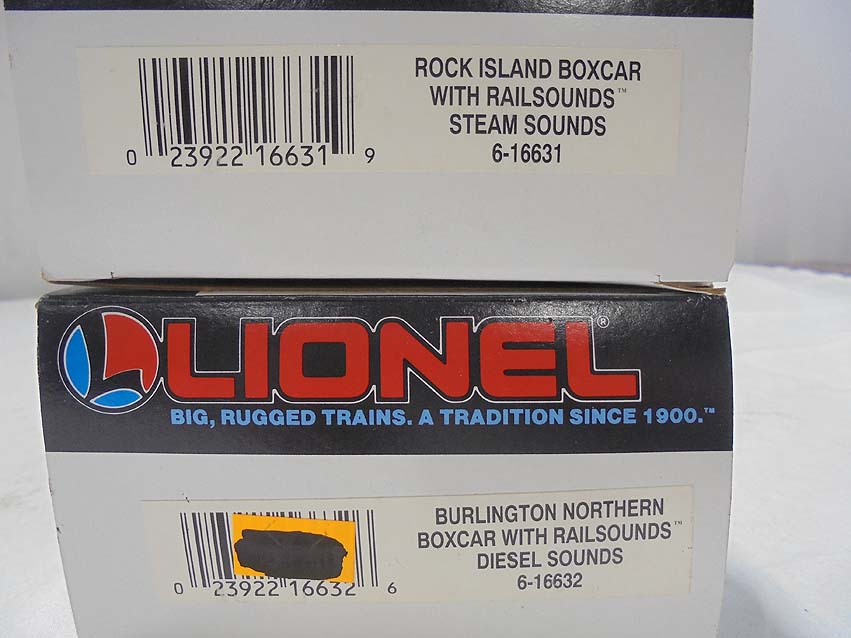 ROCK ISLAND BOXCAR
WITH RAILSOUNDS™
STEAM SOUNDS
6-16631
0 23922 16631 9
LIONEL®
BIG, RUGGED TRAINS. A TRADITION SINCE 1900.™
BURLINGTON NORTHERN
BOXCAR WITH RAILSOUNDS™
DIESEL SOUNDS
6-16632
0 23922 16632 6